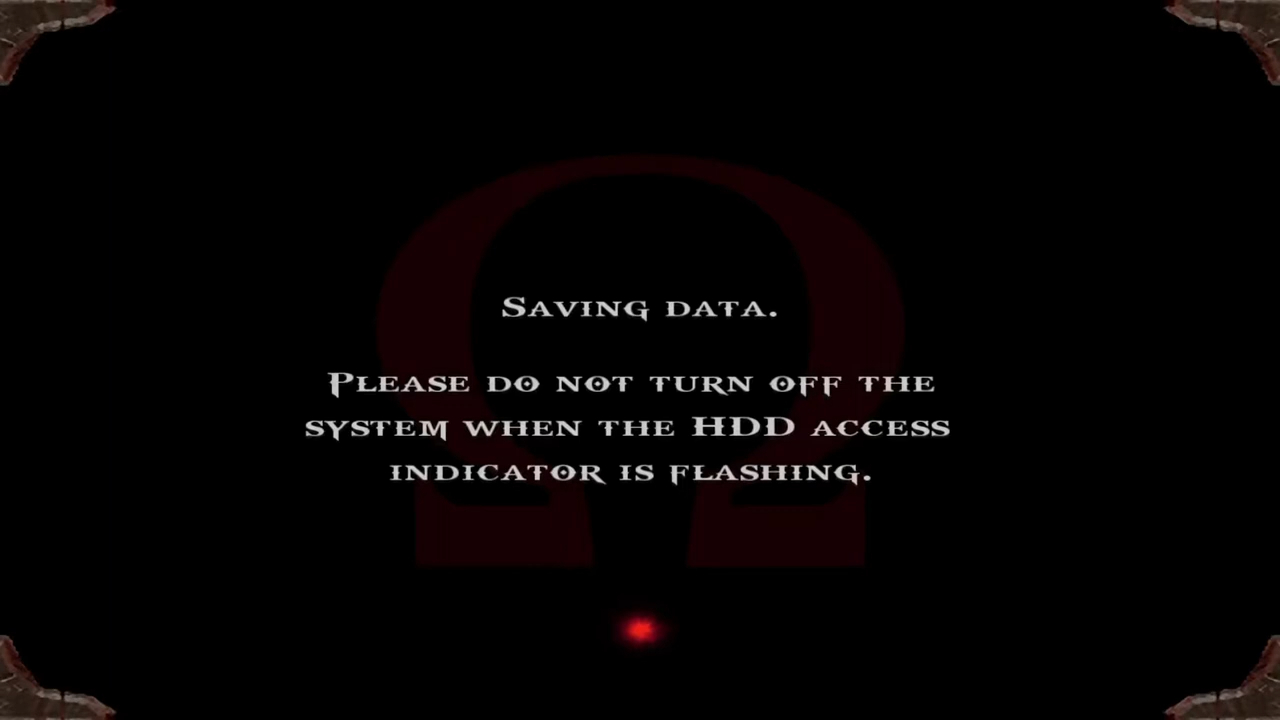 Saving data.
Please do not turn off the
system when the HDD access
indicator is flashing.